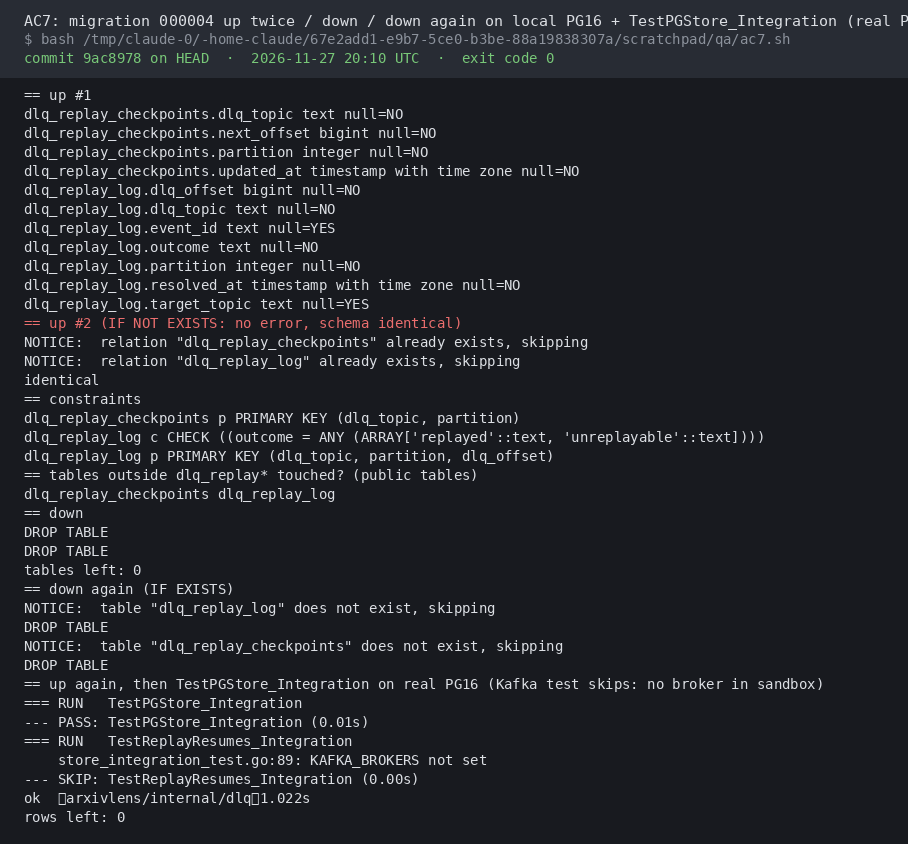 AC7: migration 000004 up twice / down / down again on local PG16 + TestPGStore_Integration (real P
$ bash /tmp/claude-0/-home-claude/67e2add1-e9b7-5ce0-b3be-88a19838307a/scratchpad/qa/ac7.sh
commit 9ac8978 on HEAD · 2026-11-27 20:10 UTC · exit code 0
== up #1
dlq_replay_checkpoints.dlq_topic text null=NO
dlq_replay_checkpoints.next_offset bigint null=NO
dlq_replay_checkpoints.partition integer null=NO
dlq_replay_checkpoints.updated_at timestamp with time zone null=NO
dlq_replay_log.dlq_offset bigint null=NO
dlq_replay_log.dlq_topic text null=NO
dlq_replay_log.event_id text null=YES
dlq_replay_log.outcome text null=NO
dlq_replay_log.partition integer null=NO
dlq_replay_log.resolved_at timestamp with time zone null=NO
dlq_replay_log.target_topic text null=YES
== up #2 (IF NOT EXISTS: no error, schema identical)
NOTICE:  relation "dlq_replay_checkpoints" already exists, skipping
NOTICE:  relation "dlq_replay_log" already exists, skipping
identical
== constraints
dlq_replay_checkpoints p PRIMARY KEY (dlq_topic, partition)
dlq_replay_log c CHECK ((outcome = ANY (ARRAY['replayed'::text, 'unreplayable'::text])))
dlq_replay_log p PRIMARY KEY (dlq_topic, partition, dlq_offset)
== tables outside dlq_replay* touched? (public tables)
dlq_replay_checkpoints dlq_replay_log
== down
DROP TABLE
DROP TABLE
tables left: 0
== down again (IF EXISTS)
NOTICE:  table "dlq_replay_log" does not exist, skipping
DROP TABLE
NOTICE:  table "dlq_replay_checkpoints" does not exist, skipping
DROP TABLE
== up again, then TestPGStore_Integration on real PG16 (Kafka test skips: no broker in sandbox)
=== RUN   TestPGStore_Integration
--- PASS: TestPGStore_Integration (0.01s)
=== RUN   TestReplayResumes_Integration
    store_integration_test.go:89: KAFKA_BROKERS not set
--- SKIP: TestReplayResumes_Integration (0.00s)
ok  arxivlens/internal/dlq 1.022s
rows left: 0